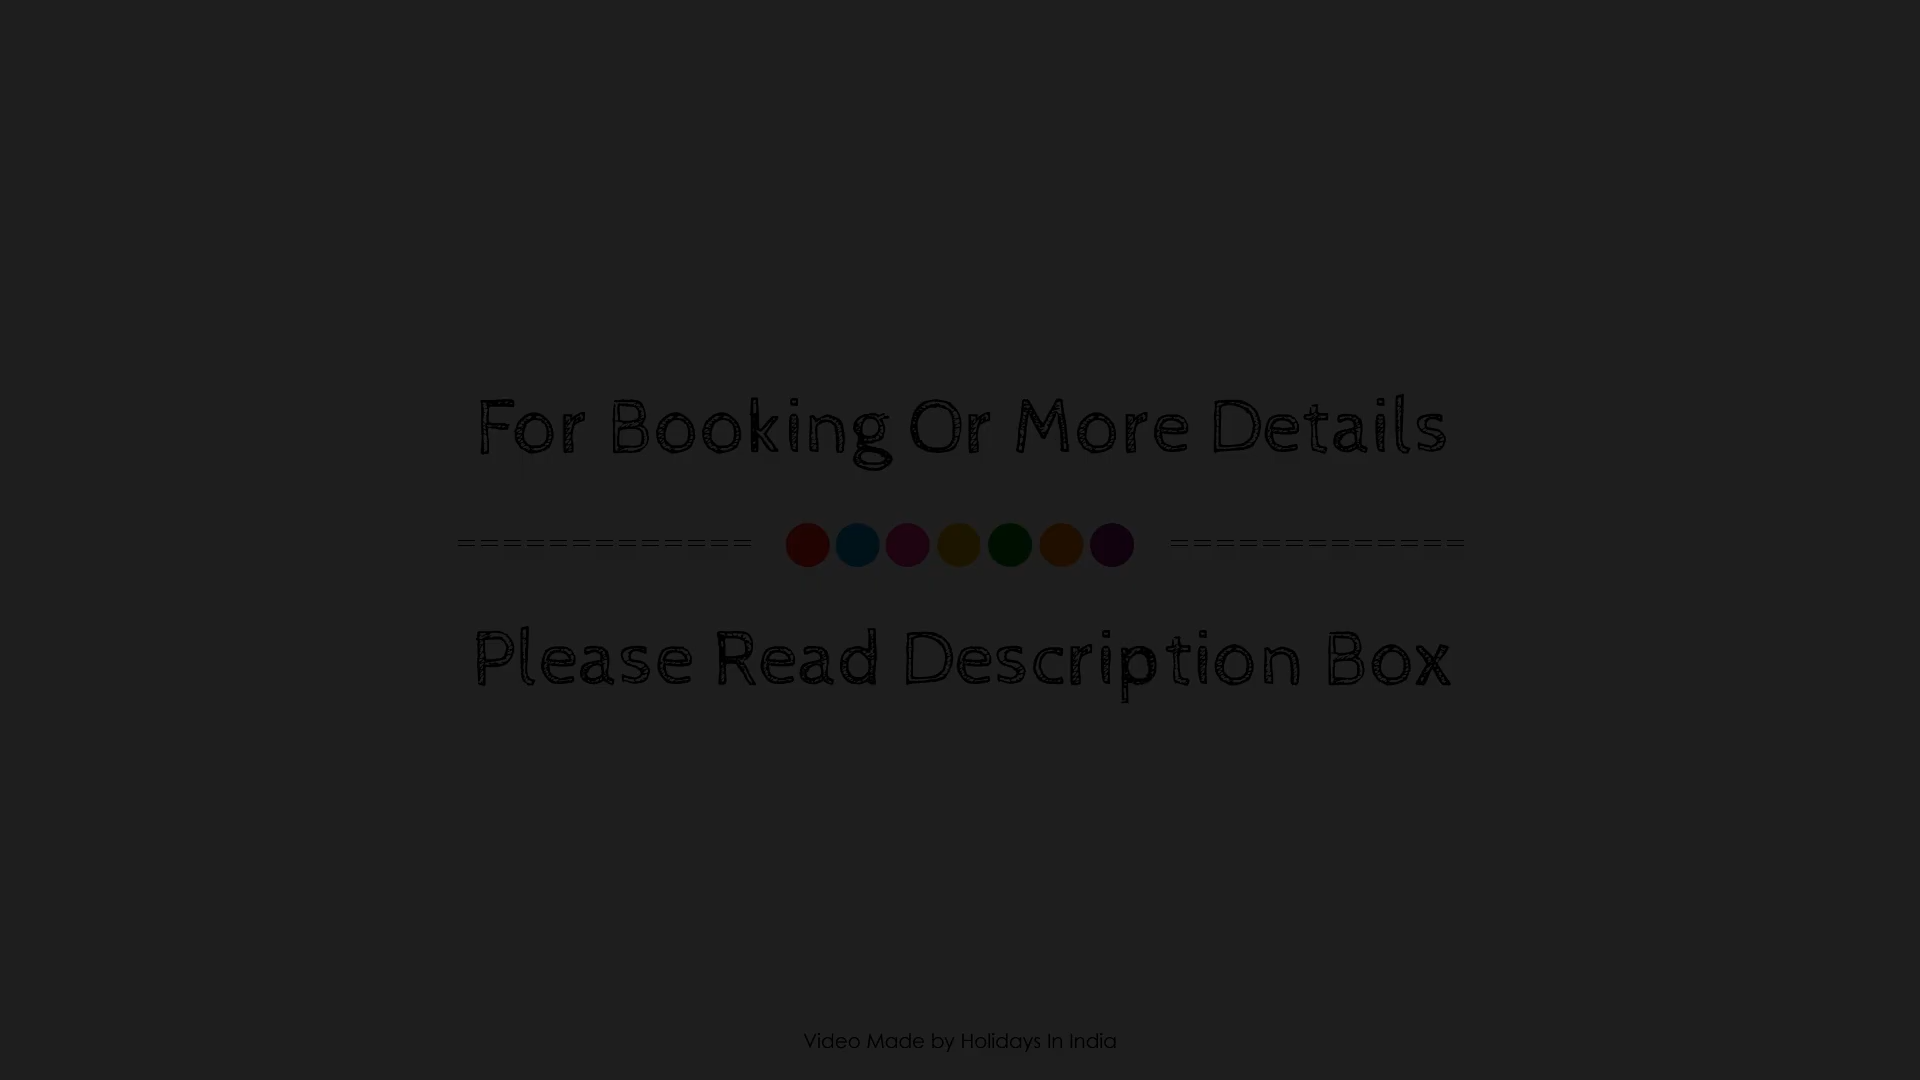 For Booking Or More Details
============= =============
Please Read Description Box
Video Made by Holidays In India